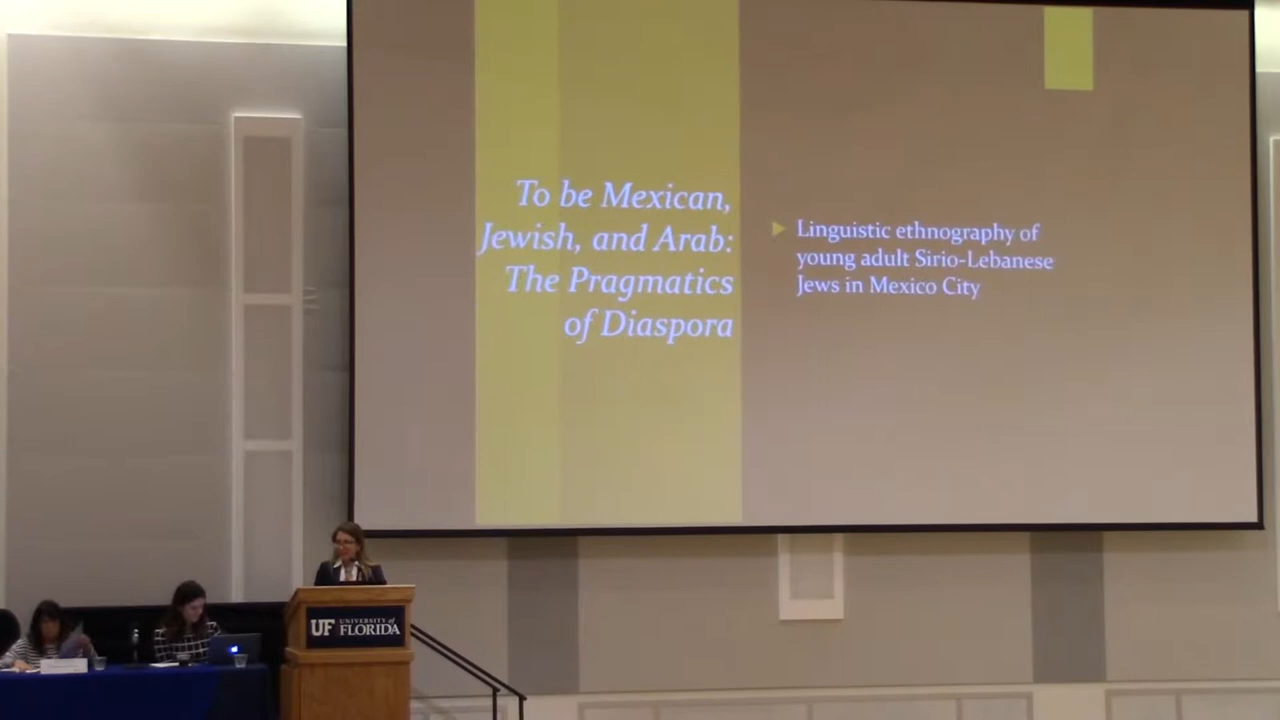 To be Mexican,
Jewish, and Arab:
The Pragmatics
of Diaspora
Linguistic ethnography of
young adult Sirio-Lebanese
Jews in Mexico City
UF UNIVERSITY of
FLORIDA